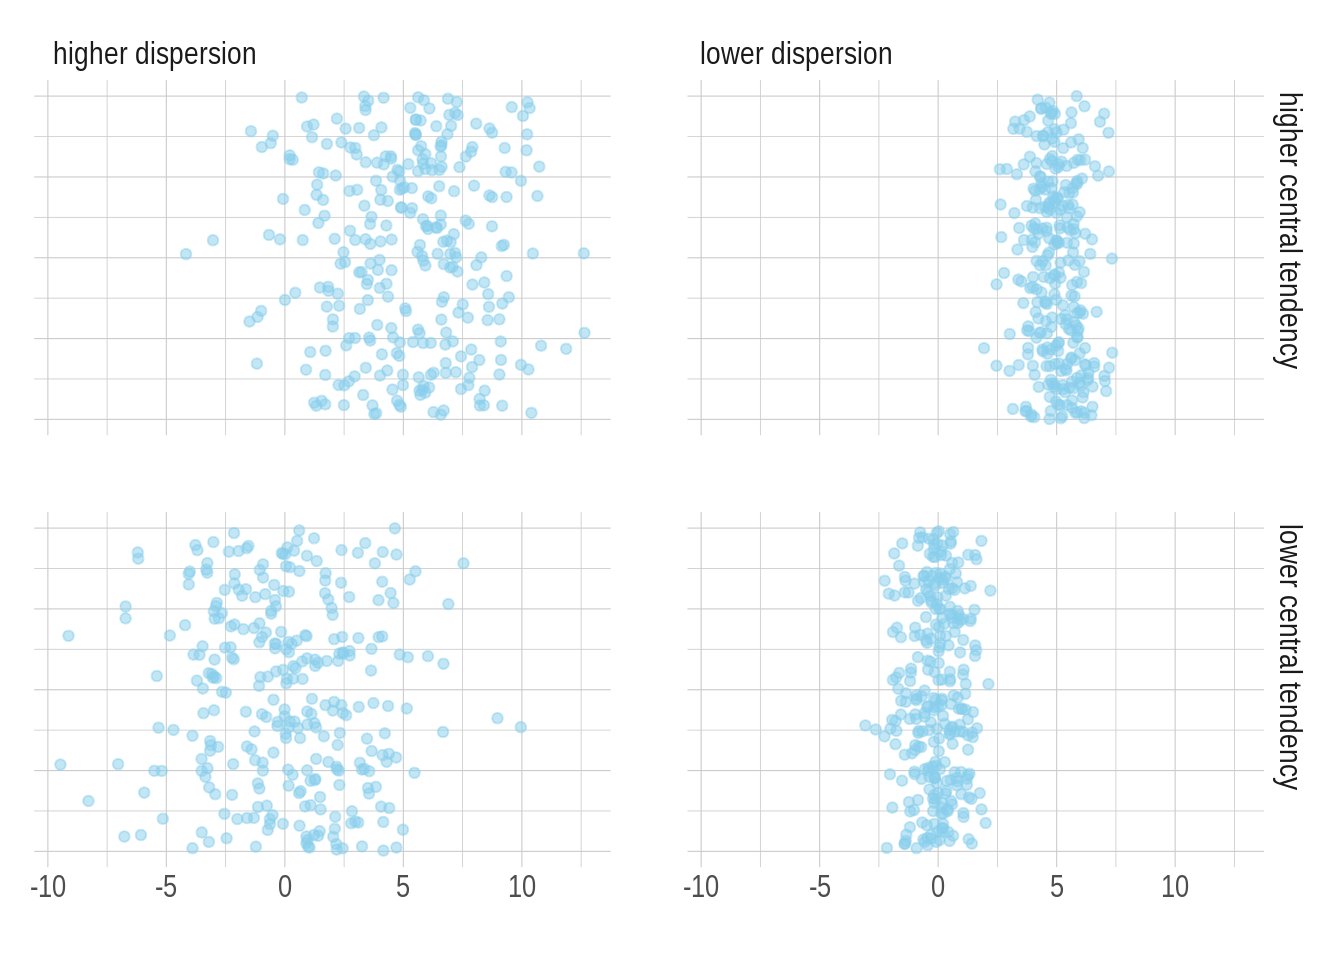 higher dispersion
lower dispersion
higher central tendency
lower central tendency
-10 -5 0 5 10
-10 -5 0 5 10